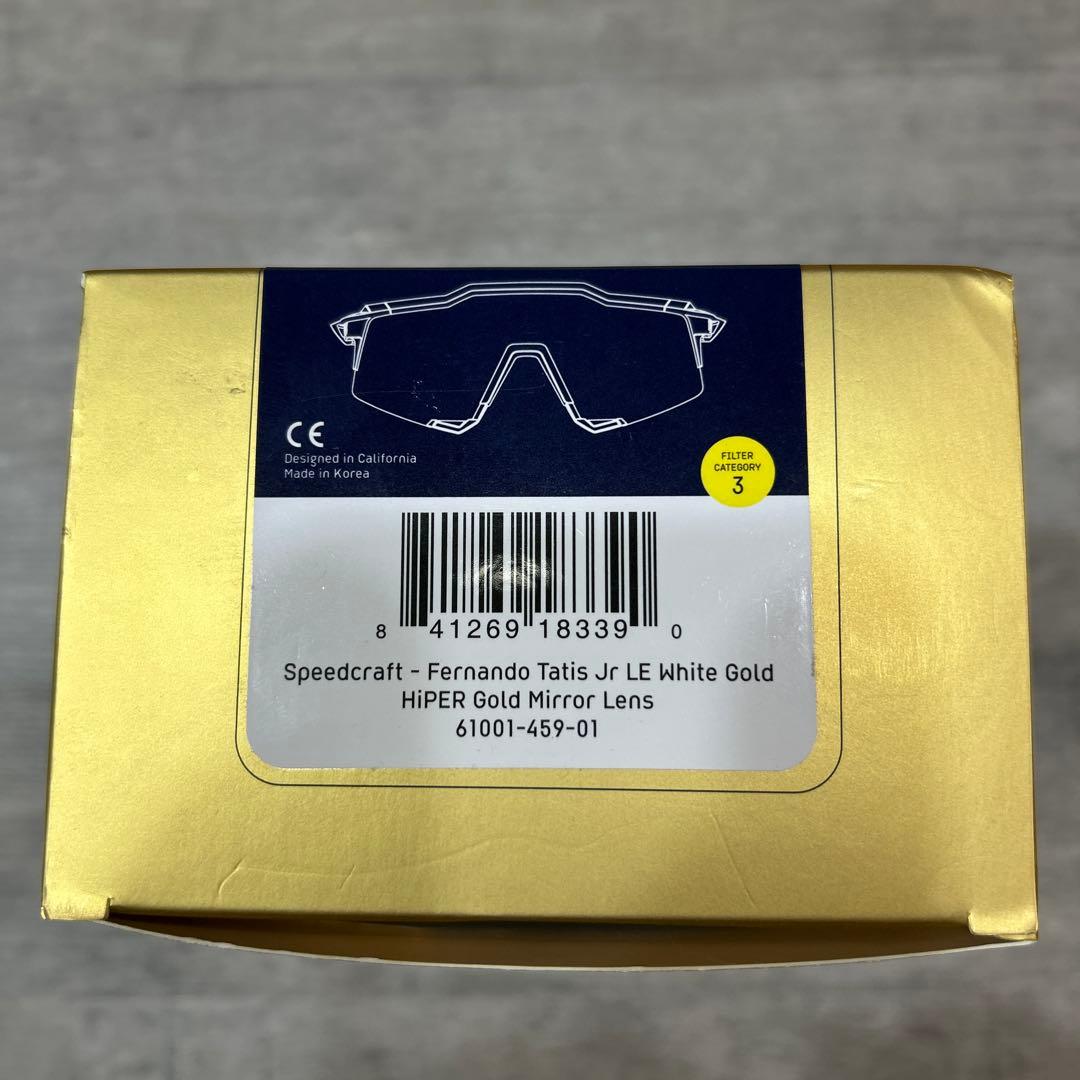 CE
Designed in California
Made in Korea
FILTER
CATEGORY
3
8 41269 18339 0
Speedcraft - Fernando Tatis Jr LE White Gold
HiPER Gold Mirror Lens
61001-459-01